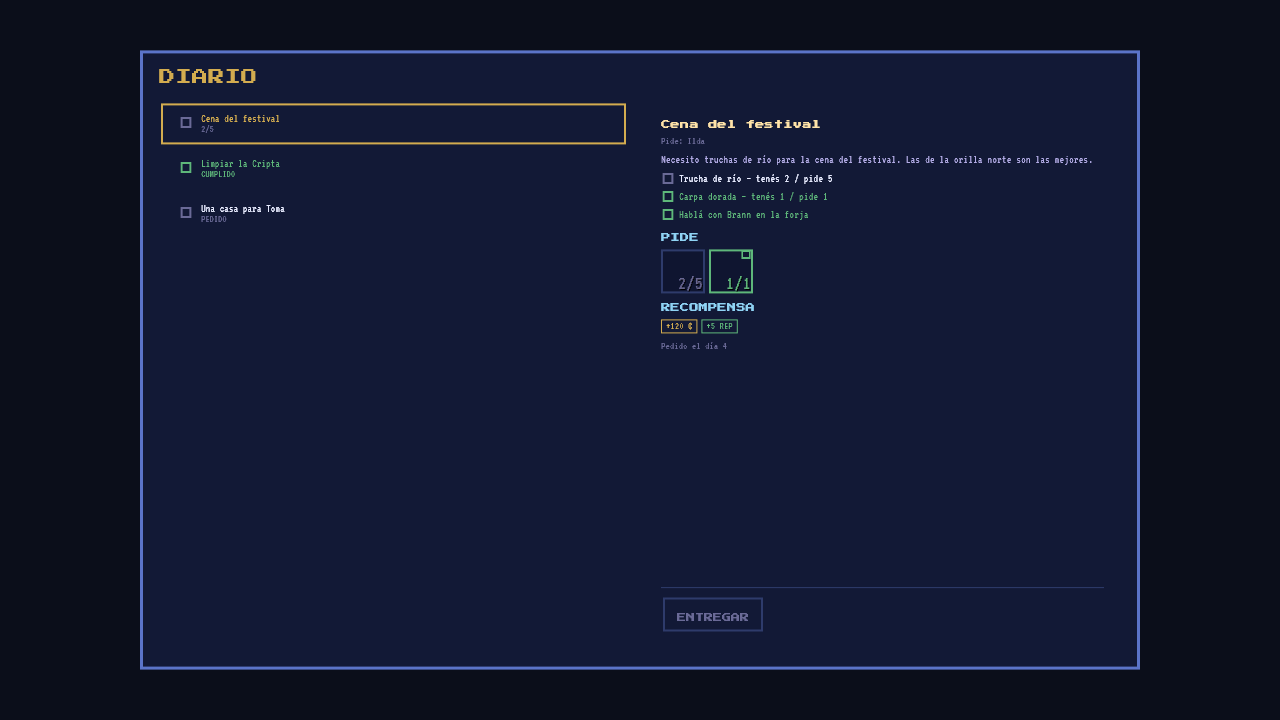 DIARIO
Cena del festival
2/5
Limpiar la Cripta
CUMPLIDO
Una casa para Toma
PEDIDO
Cena del festival
Pide: Ilda
Necesito truchas de río para la cena del festival. Las de la orilla norte son las mejores.
Trucha de río - tenés 2 / pide 5
Carpa dorada - tenés 1 / pide 1
Hablá con Brann en la forja
PIDE
2/5 1/1
RECOMPENSA
+120 ₢ +5 REP
Pedido el día 4
ENTREGAR